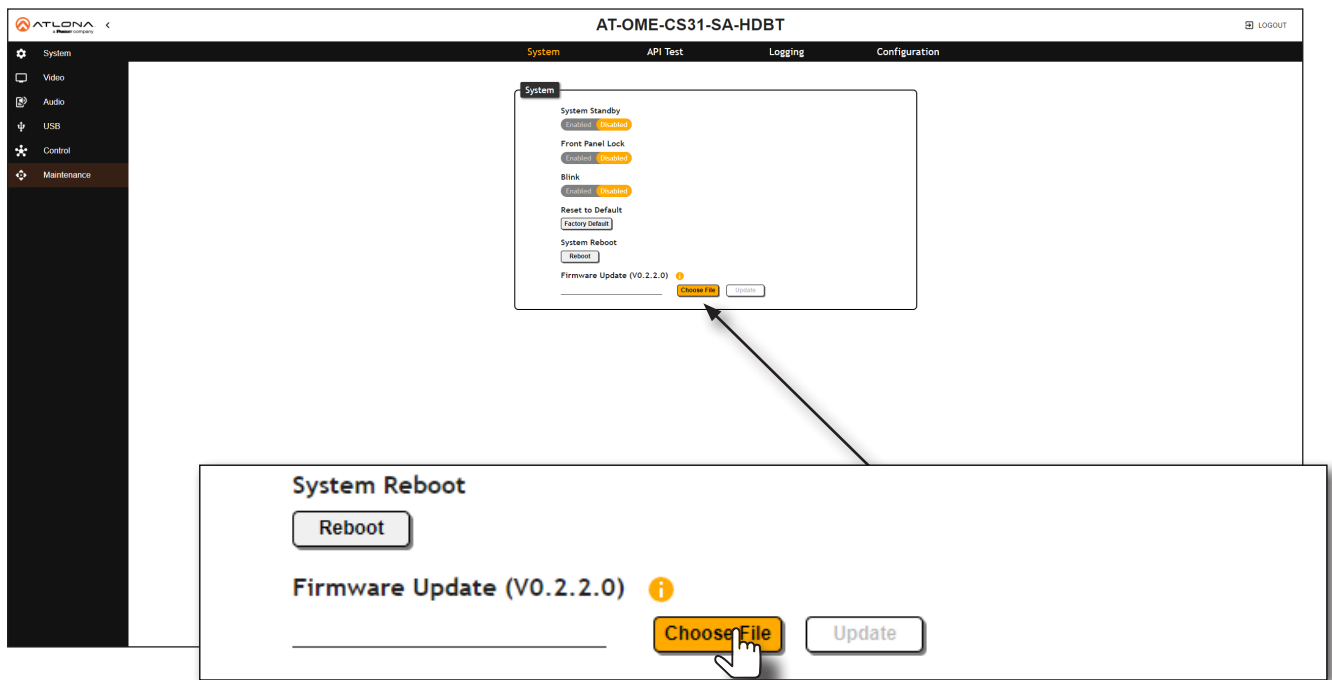 ATLONA
a Panduit company
AT-OME-CS31-SA-HDBT
LOGOUT
System
Video
Audio
USB
Control
Maintenance
System API Test Logging Configuration
System
System Standby
Enabled Disabled
Front Panel Lock
Enabled Disabled
Blink
Enabled Disabled
Reset to Default
Factory Default
System Reboot
Reboot
Firmware Update (V0.2.2.0)
Choose File Update
System Reboot
Reboot
Firmware Update (V0.2.2.0)
Choose File Update